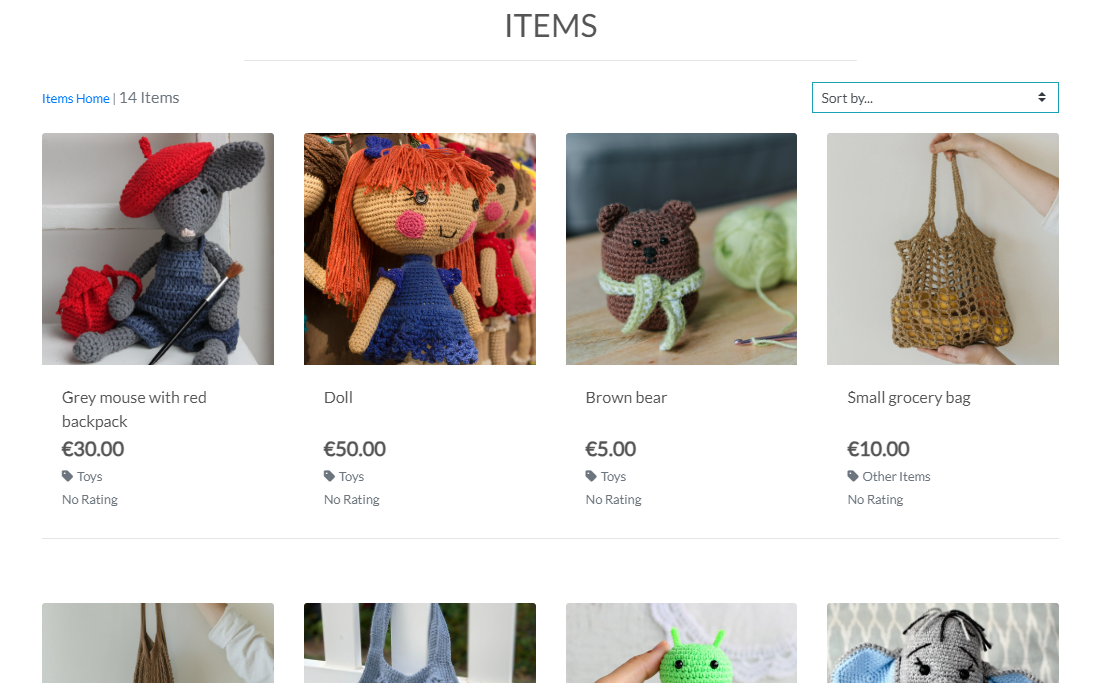 ITEMS
Items Home | 14 Items
Sort by...
Grey mouse with red
backpack
€30.00
Toys
No Rating
Doll
€50.00
Toys
No Rating
Brown bear
€5.00
Toys
No Rating
Small grocery bag
€10.00
Other Items
No Rating